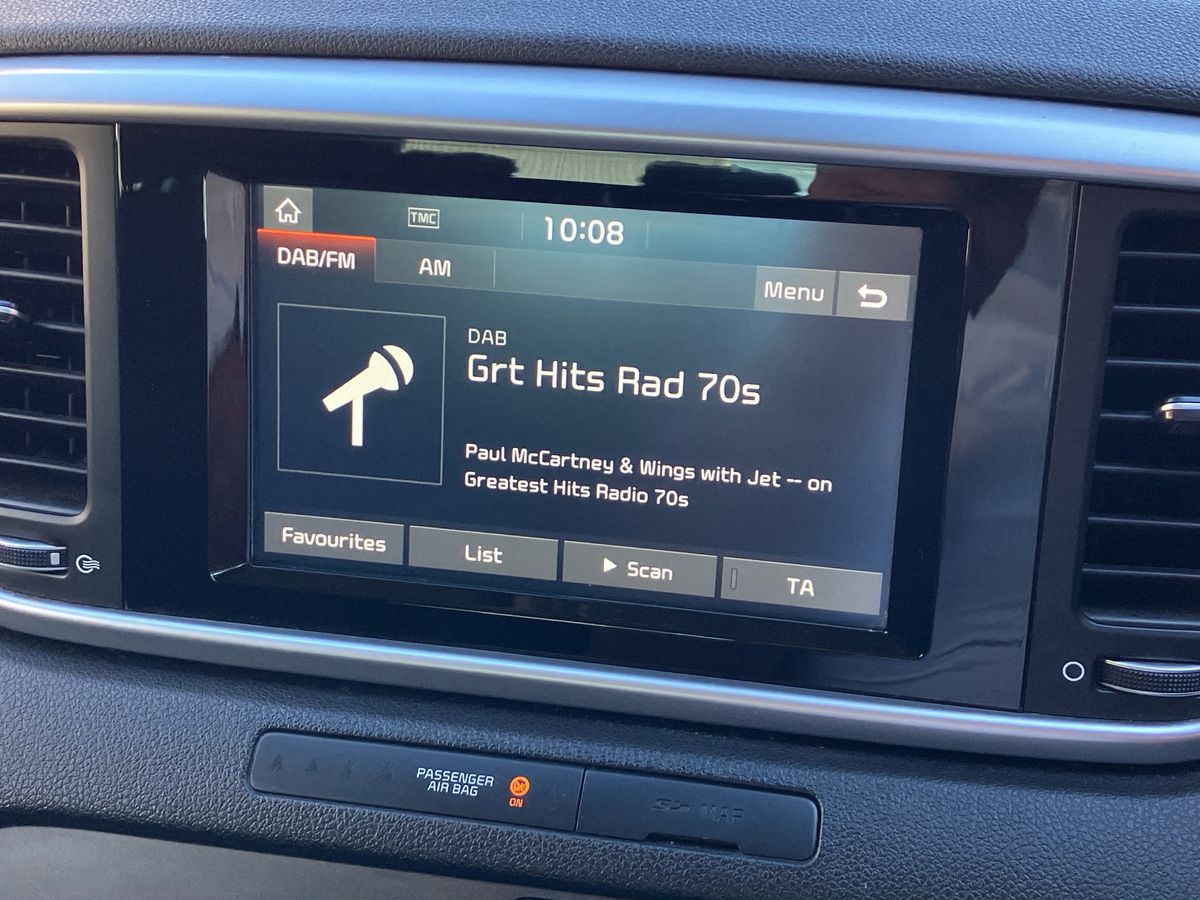 TMC
10:08
DAB/FM
AM
Menu
DAB
Grt Hits Rad 70s
Paul McCartney & Wings with Jet -- on
Greatest Hits Radio 70s
Favourites
List
Scan
TA
PASSENGER
AIR BAG
ON
SD MAP